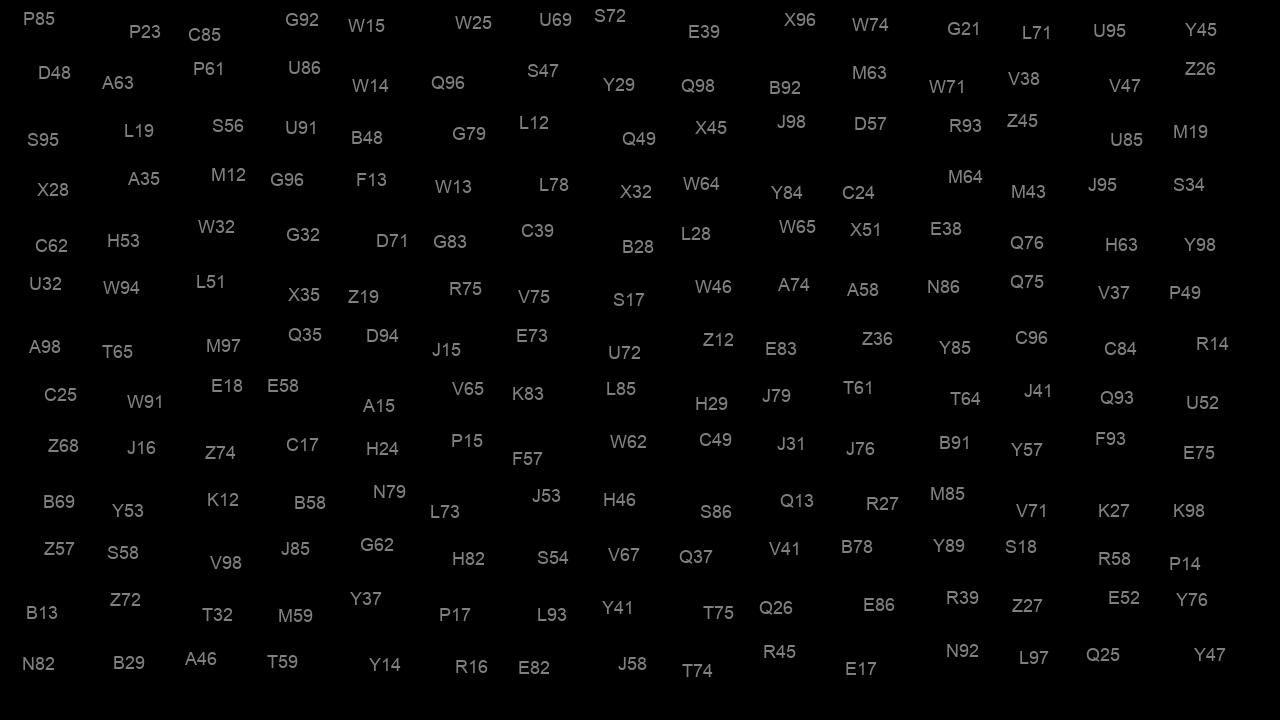 P85 P23 C85 G92 W15 W25 U69 S72 E39 X96 W74 G21 L71 U95 Y45
D48 A63 P61 U86 W14 Q96 S47 Y29 Q98 B92 M63 W71 V38 V47 Z26
S95 L19 S56 U91 B48 G79 L12 Q49 X45 J98 D57 R93 Z45 U85 M19
X28 A35 M12 G96 F13 W13 L78 X32 W64 Y84 C24 M64 M43 J95 S34
C62 H53 W32 G32 D71 G83 C39 B28 L28 W65 X51 E38 Q76 H63 Y98
U32 W94 L51 X35 Z19 R75 V75 S17 W46 A74 A58 N86 Q75 V37 P49
A98 T65 M97 Q35 D94 J15 E73 U72 Z12 E83 Z36 Y85 C96 C84 R14
C25 W91 E18 E58 A15 V65 K83 L85 H29 J79 T61 T64 J41 Q93 U52
Z68 J16 Z74 C17 H24 P15 F57 W62 C49 J31 J76 B91 Y57 F93 E75
B69 Y53 K12 B58 N79 L73 J53 H46 S86 Q13 R27 M85 V71 K27 K98
Z57 S58 V98 J85 G62 H82 S54 V67 Q37 V41 B78 Y89 S18 R58 P14
B13 Z72 T32 M59 Y37 P17 L93 Y41 T75 Q26 E86 R39 Z27 E52 Y76
N82 B29 A46 T59 Y14 R16 E82 J58 T74 R45 E17 N92 L97 Q25 Y47